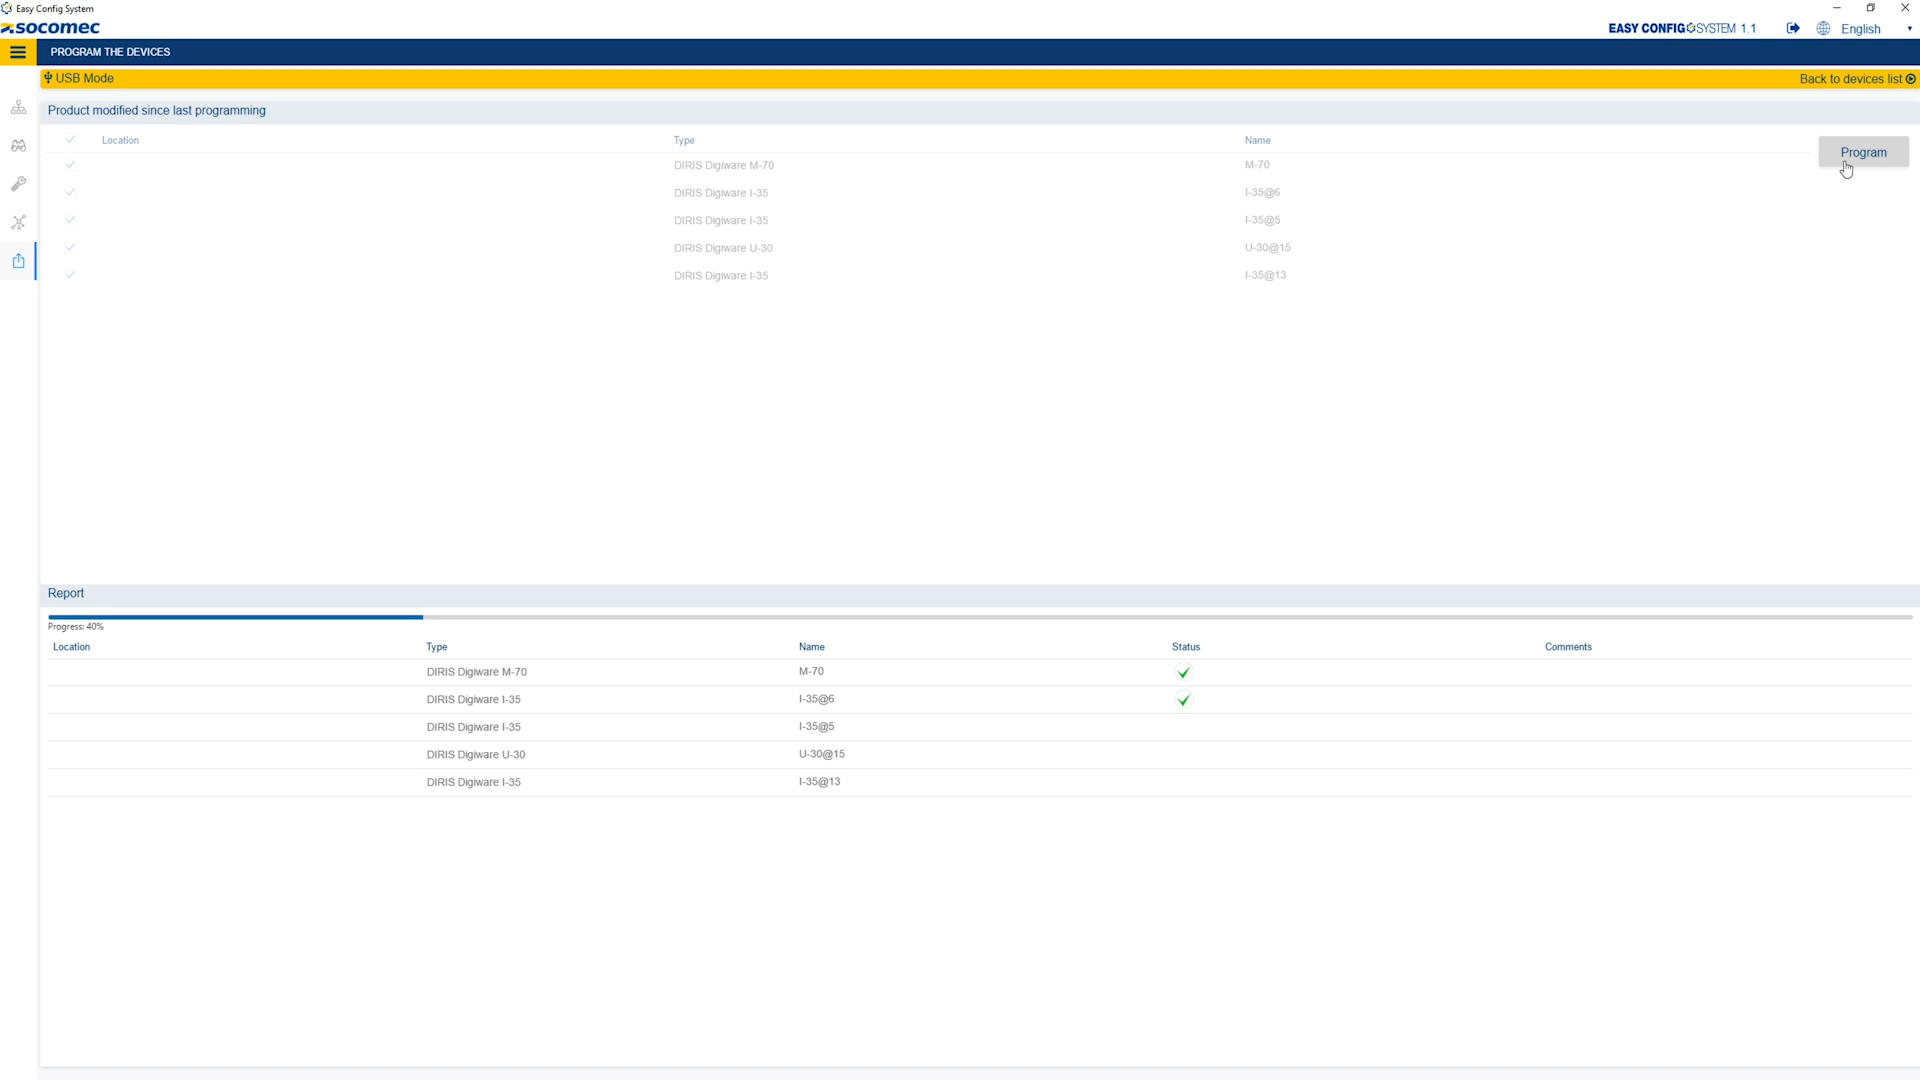 Easy Config System
socomec
EASY CONFIG SYSTEM 1.1
English
PROGRAM THE DEVICES
USB Mode
Back to devices list
Product modified since last programming
Location Type Name
DIRIS Digiware M-70 M-70
Program
DIRIS Digiware I-35 I-35@6
DIRIS Digiware I-35 I-35@5
DIRIS Digiware U-30 U-30@15
DIRIS Digiware I-35 I-35@13
Report
Progress: 40%
Location Type Name Status Comments
DIRIS Digiware M-70 M-70
DIRIS Digiware I-35 I-35@6
DIRIS Digiware I-35 I-35@5
DIRIS Digiware U-30 U-30@15
DIRIS Digiware I-35 I-35@13